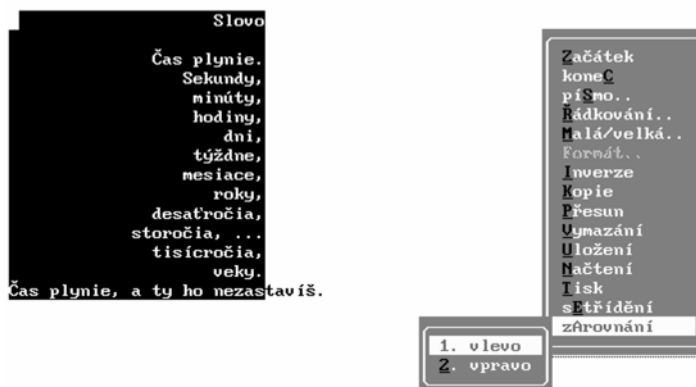 Slovo
Čas plynie.
Sekundy,
minúty,
hodiny,
dni,
týždne,
mesiace,
roky,
desaťročia,
storočia, ...
tisícročia,
veky.
Čas plynie, a ty ho nezastavíš.
Začátek
koneC
píSmo..
Řádkování..
Malá/velká..
Formát..
Inverze
Kopie
Přesun
Vymazání
Uložení
Načtení
Tisk
sEtřídění
zArovnání
1. vlevo
2. vpravo